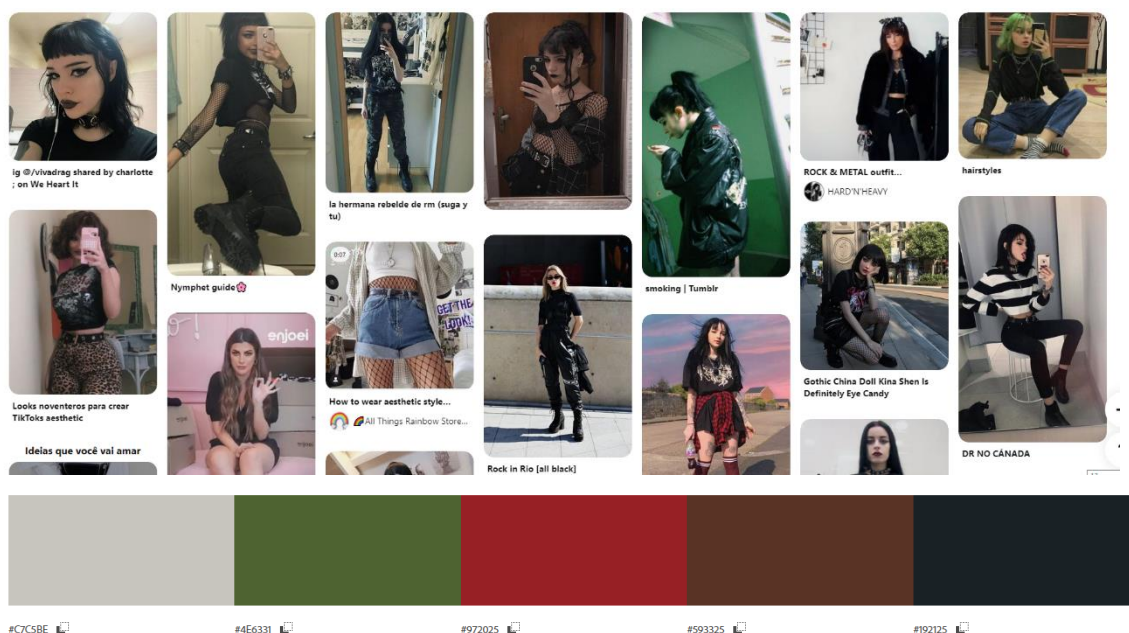 ig @/vivadrag shared by charlotte
; on We Heart It
Nymphet guide
la hermana rebelde de rm (suga y
tu)
smoking | Tumblr
ROCK & METAL outfit...
HARD'N'HEAVY
hairstyles
Looks noventeros para crear
TikToks aesthetic
Ideias que você vai amar
enjoei
0:07
GET THE
LOOK!
How to wear aesthetic style...
All Things Rainbow Store...
Rock in Rio [all black]
Gothic China Doll Kina Shen Is
Definitely Eye Candy
DR NO CÂNADA
#C7C5BE
#4E6331
#972025
#593325
#192125